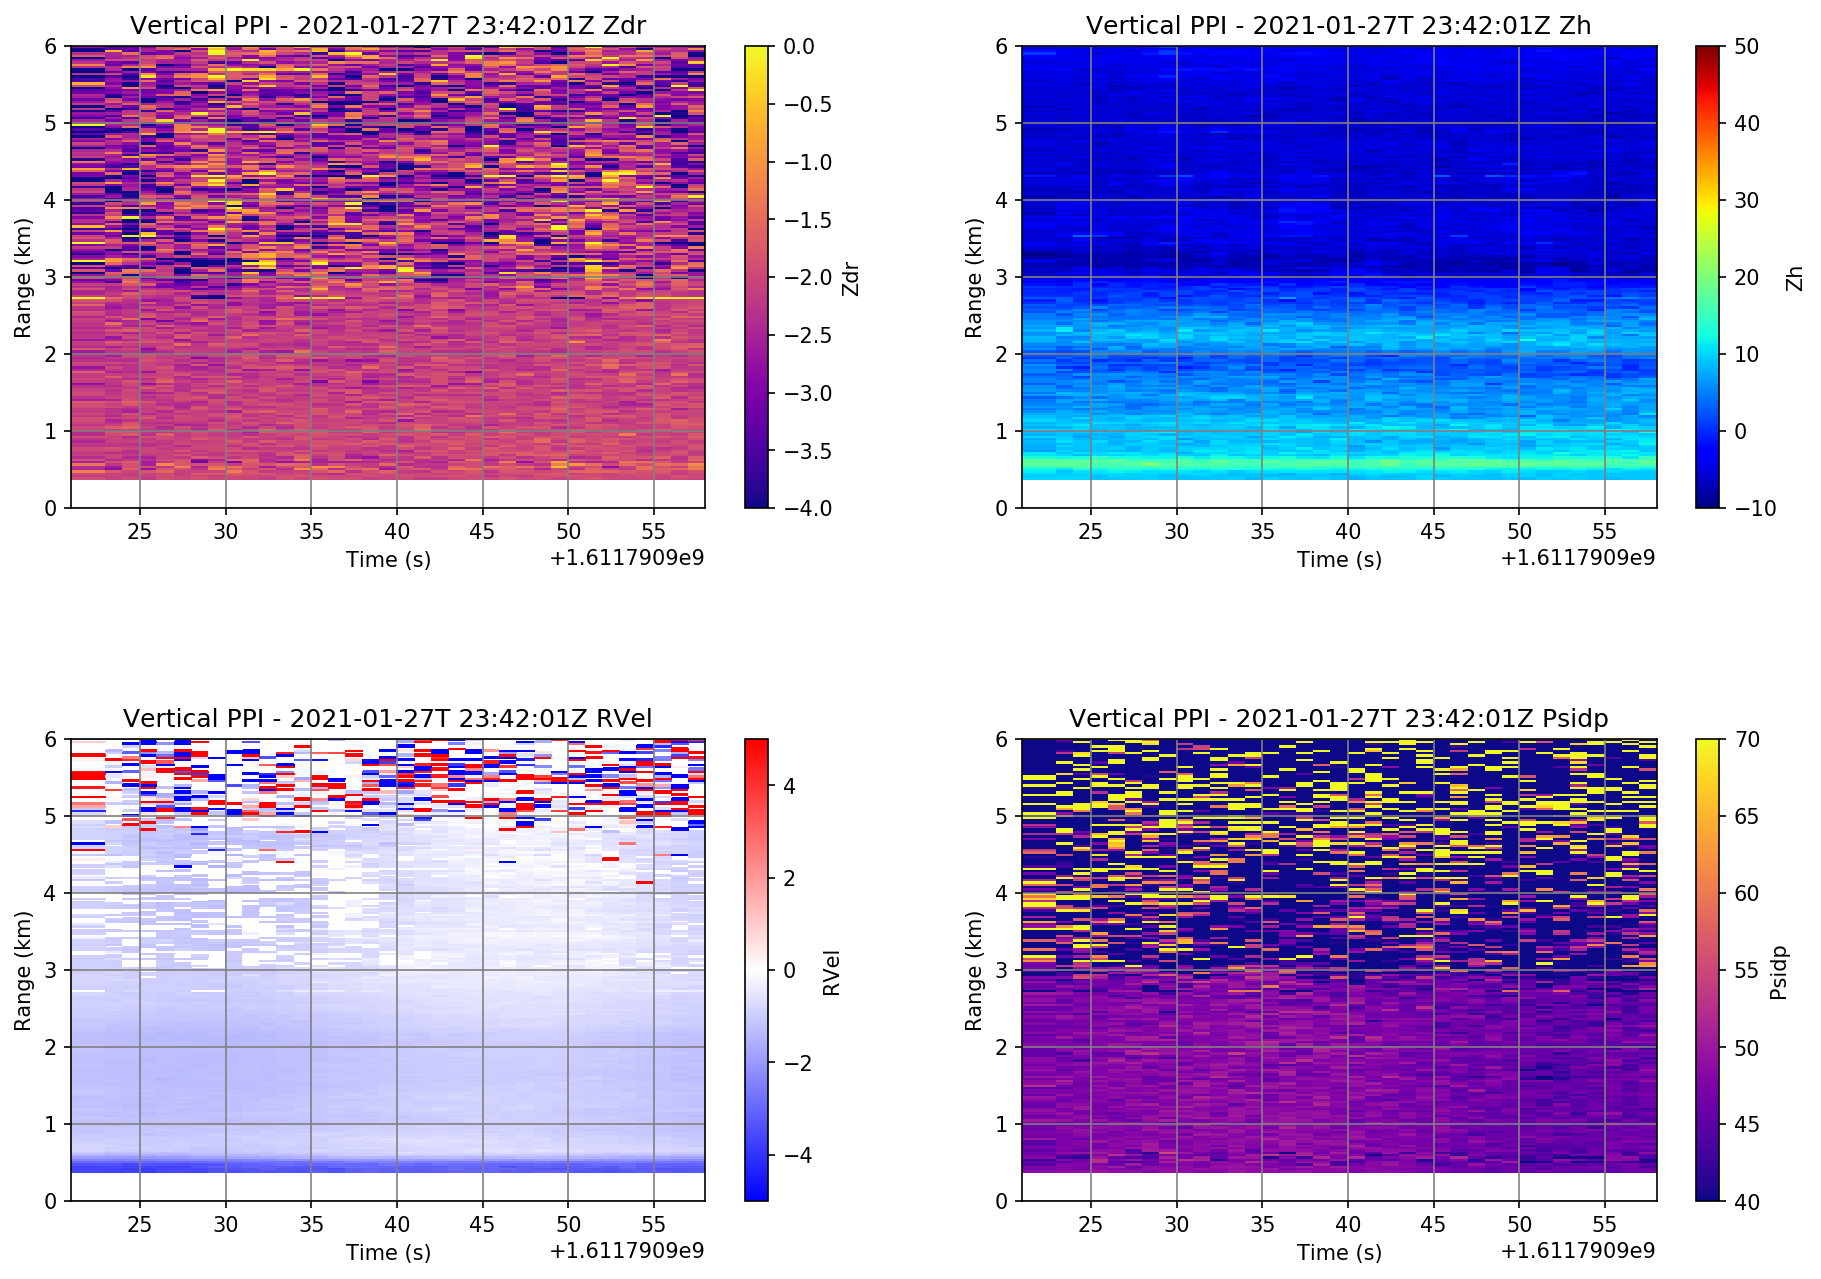 Vertical PPI - 2021-01-27T 23:42:01Z Zdr
6
5
4
3
2
1
0
Range (km)
25 30 35 40 45 50 55
Time (s)
+1.6117909e9
0.0
−0.5
−1.0
−1.5
−2.0
−2.5
−3.0
−3.5
−4.0
Zdr
Vertical PPI - 2021-01-27T 23:42:01Z Zh
6
5
4
3
2
1
0
Range (km)
25 30 35 40 45 50 55
Time (s)
+1.6117909e9
50
40
30
20
10
0
−10
Zh
Vertical PPI - 2021-01-27T 23:42:01Z RVel
6
5
4
3
2
1
0
Range (km)
25 30 35 40 45 50 55
Time (s)
+1.6117909e9
4
2
0
−2
−4
RVel
Vertical PPI - 2021-01-27T 23:42:01Z Psidp
6
5
4
3
2
1
0
Range (km)
25 30 35 40 45 50 55
Time (s)
+1.6117909e9
70
65
60
55
50
45
40
Psidp